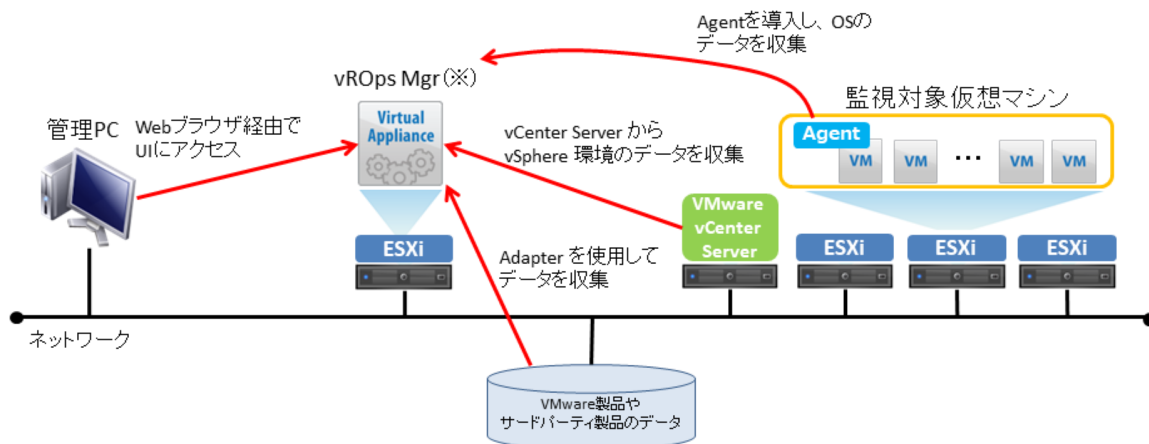 Agentを導入し、OSの
データを収集
vROps Mgr(※)
監視対象仮想マシン
管理PC
Webブラウザ経由で
UIにアクセス
Virtual
Appliance
vCenter Server から
vSphere 環境のデータを収集
Agent
VM
VM
･･･
VM
VM
VMware
vCenter
Server
ESXi
Adapter を使用して
データを収集
ESXi
ESXi
ESXi
ネットワーク
VMware製品や
サードパーティ製品のデータ